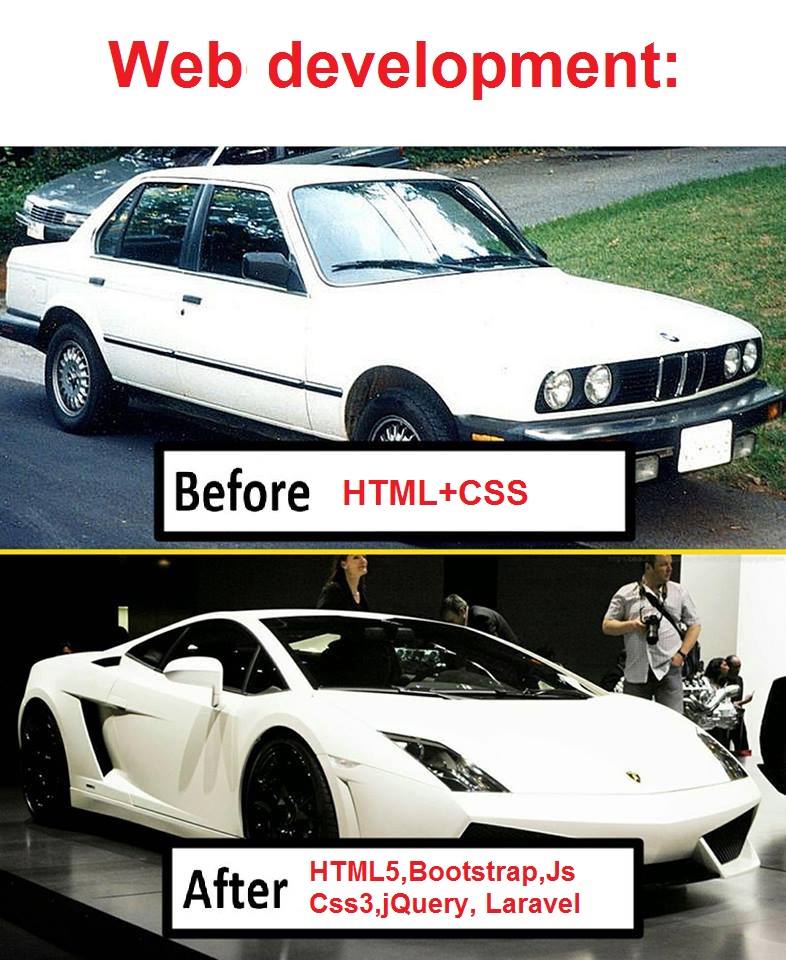 Web development:
Before HTML+CSS
After HTML5,Bootstrap,Js
Css3,jQuery, Laravel